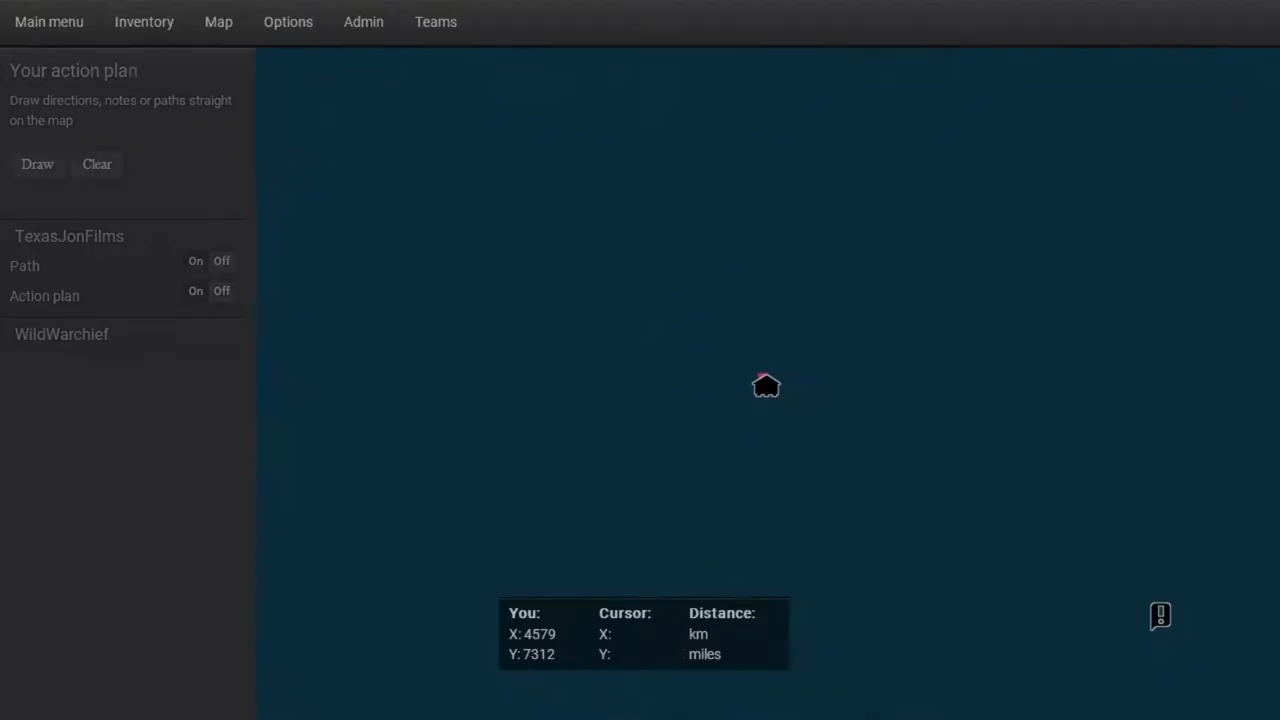 Main menu Inventory Map Options Admin Teams
Your action plan
Draw directions, notes or paths straight
on the map
Draw Clear
TexasJonFilms
Path On Off
Action plan On Off
WildWarchief
You: Cursor: Distance:
X: 4579 X: km
Y: 7312 Y: miles